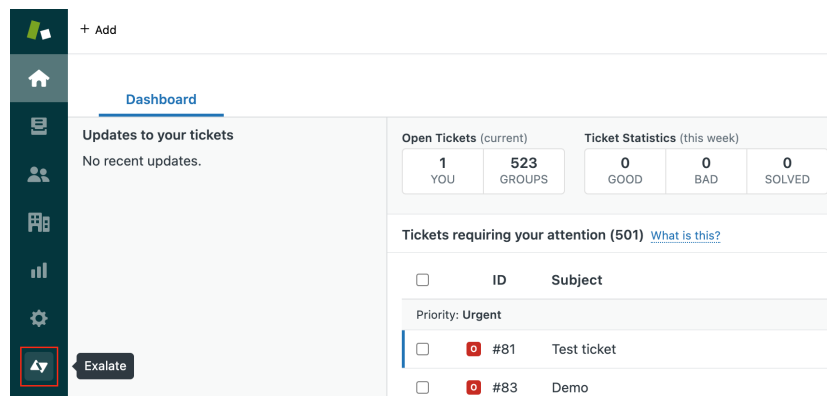 + Add
Dashboard
Updates to your tickets
No recent updates.
Open Tickets (current)
1
YOU
523
GROUPS
Ticket Statistics (this week)
0
GOOD
0
BAD
0
SOLVED
Tickets requiring your attention (501) What is this?
ID Subject
Priority: Urgent
O #81 Test ticket
O #83 Demo
Exalate